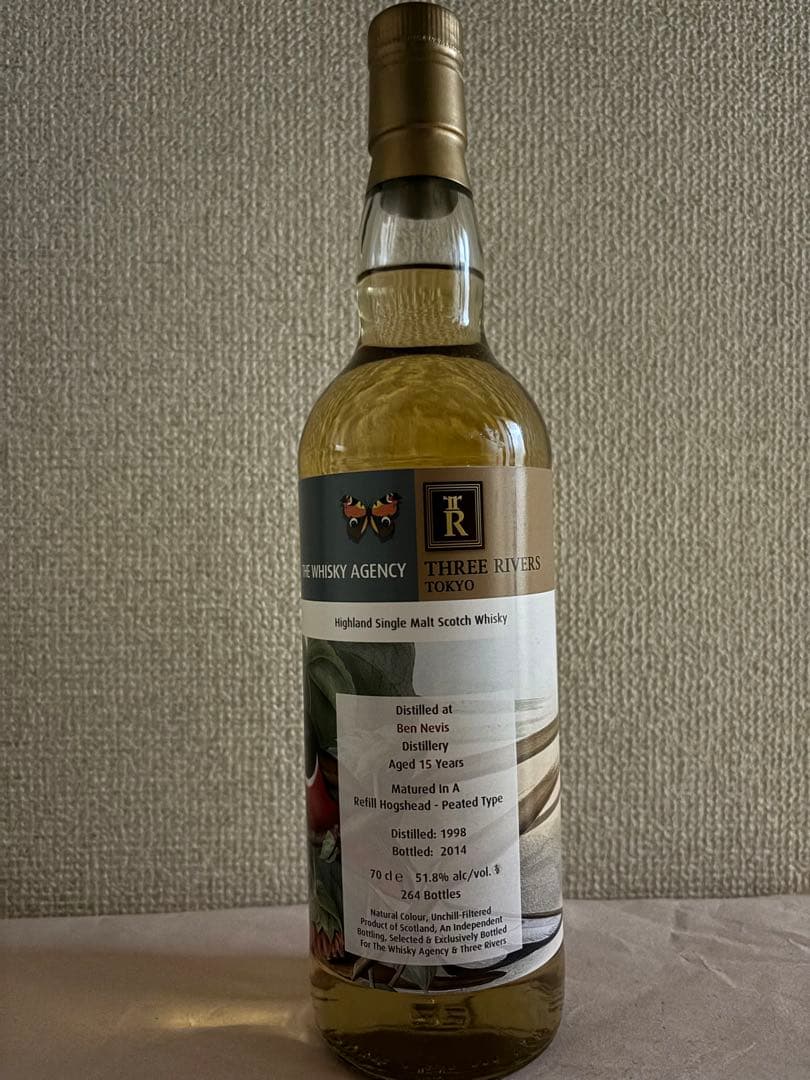 THE WHISKY AGENCY
rr
R
THREE RIVERS
TOKYO
Highland Single Malt Scotch Whisky
Distilled at
Ben Nevis
Distillery
Aged 15 Years
Matured In A
Refill Hogshead - Peated Type
Distilled: 1998
Bottled: 2014
70 cl e 51.8% alc/vol.
264 Bottles
Natural Colour, Unchill-Filtered
Product of Scotland, An Independent
Bottling, Selected & Exclusively Bottled
For The Whisky Agency & Three Rivers